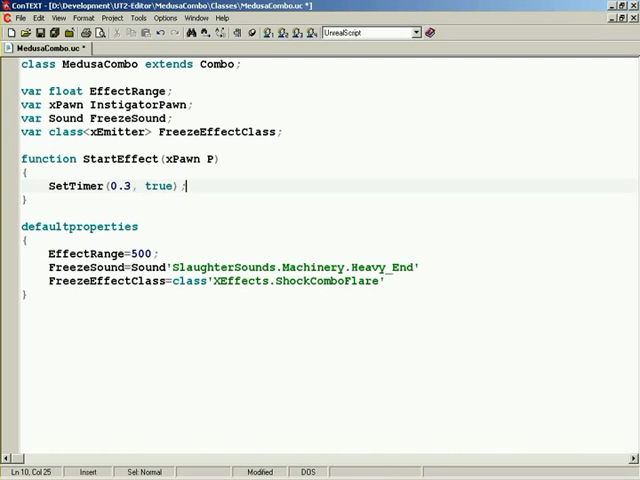 ConTEXT - [D:\Development\UT2-Editor\MedusaCombo\Classes\MedusaCombo.uc *]
File Edit View Format Project Tools Options Window Help
UnrealScript
MedusaCombo.uc *
class MedusaCombo extends Combo;
var float EffectRange;
var xPawn InstigatorPawn;
var Sound FreezeSound;
var class<xEmitter> FreezeEffectClass;
function StartEffect(xPawn P)
{
SetTimer(0.3, true);
}
defaultproperties
{
EffectRange=500;
FreezeSound=Sound'SlaughterSounds.Machinery.Heavy_End'
FreezeEffectClass=class'XEffects.ShockComboFlare'
}
Ln 10, Col 25 Insert Sel: Normal Modified DOS